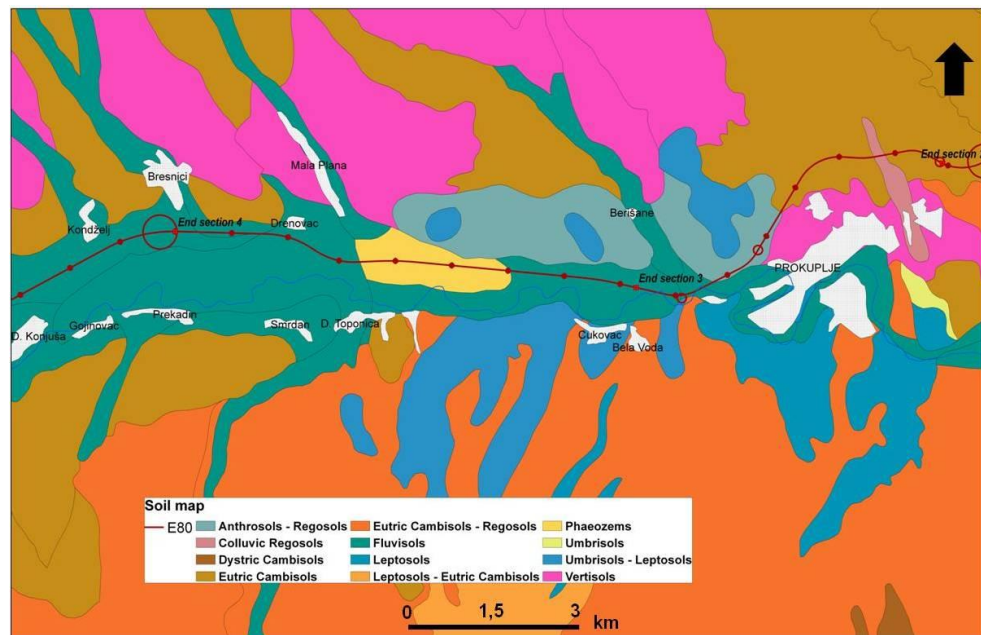 End section 2
Mala Plana
Bresnici
Berišane
End section 4
Drenovac
Kondželj
PROKUPLJE
End section 3
Prekadin
D. Toponica
Gojinovac
Smrdan
D. Konjuša
Cukovac
Bela Voda
Soil map
E80
Anthrosols - Regosols
Colluvic Regosols
Dystric Cambisols
Eutric Cambisols
Eutric Cambisols - Regosols
Fluvisols
Leptosols
Leptosols - Eutric Cambisols
Phaeozems
Umbrisols
Umbrisols - Leptosols
Vertisols
0 1,5 3
km